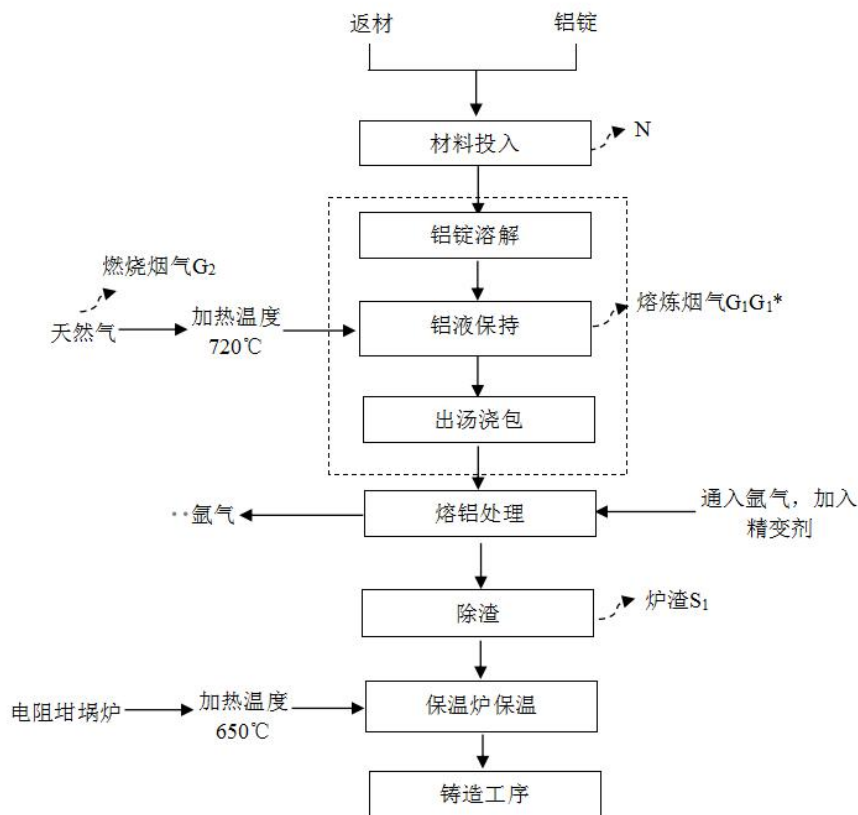 返材
铝锭
材料投入
N
铝锭溶解
燃烧烟气G₂
天然气
加热温度
720℃
铝液保持
熔炼烟气G₁G₁*
出汤浇包
氩气
熔铝处理
通入氩气，加入
精变剂
除渣
炉渣S₁
电阻坩埚炉
加热温度
650℃
保温炉保温
铸造工序